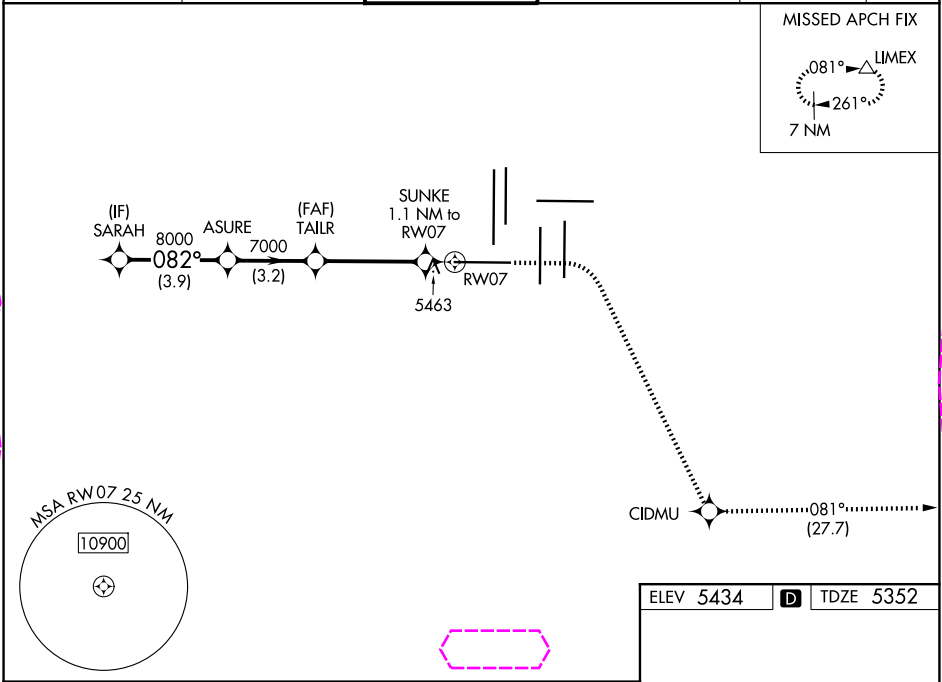 MISSED APCH FIX
LIMEX
081°
261°
7 NM
(IF)
SARAH
8000
082°
(3.9)
ASURE
7000
(3.2)
(FAF)
TAILR
SUNKE
1.1 NM to
RW07
RW07
5463
CIDMU
081°
(27.7)
MSA RW07 25 NM
10900
ELEV 5434
D
TDZE 5352